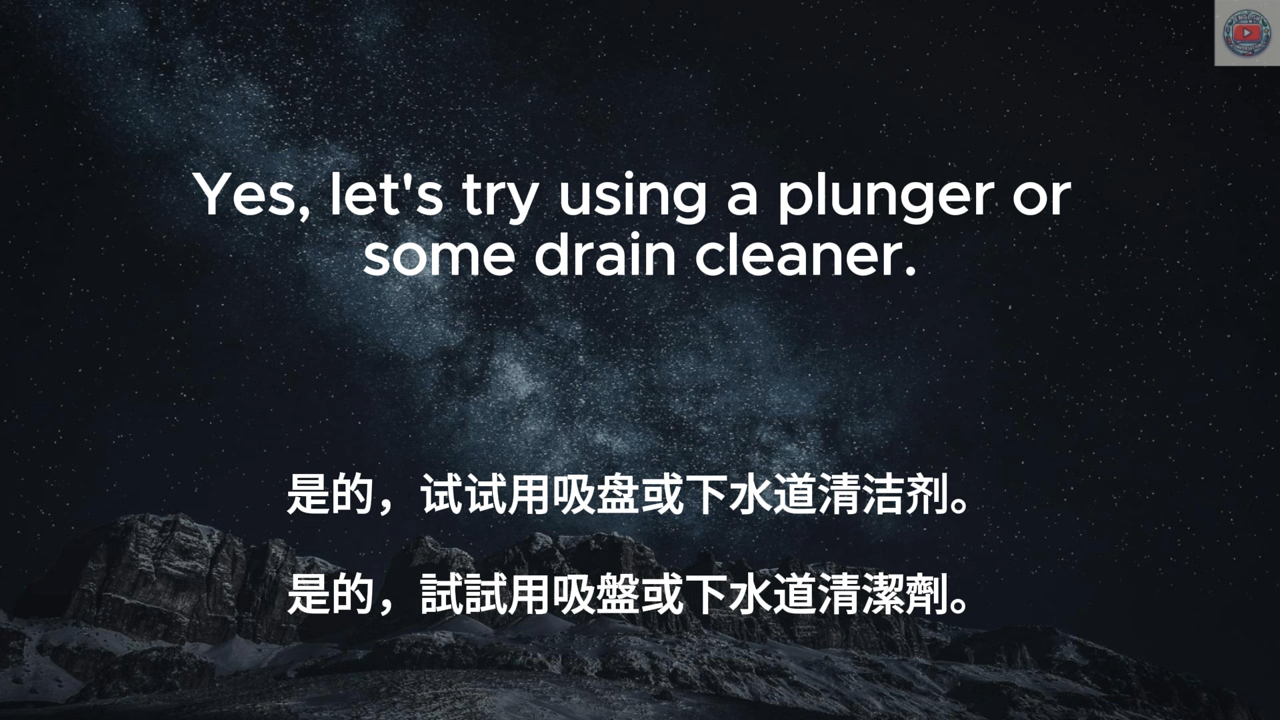 Yes, let's try using a plunger or
some drain cleaner.
是的，试试用吸盘或下水道清洁剂。
是的，試試用吸盤或下水道清潔劑。